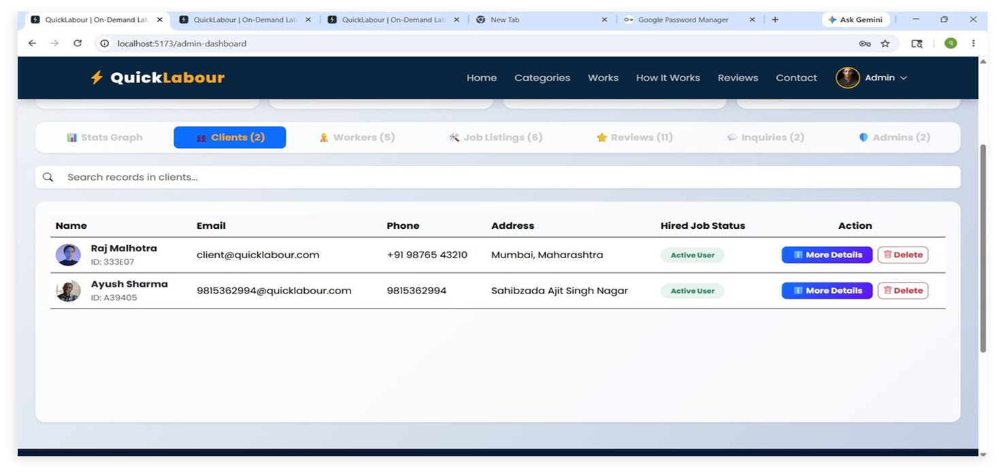 QuickLabour | On-Demand Lab QuickLabour | On-Demand Lab QuickLabour | On-Demand Lab New Tab Google Password Manager Ask Gemini
localhost:5173/admin-dashboard q
QuickLabour Home Categories Works How It Works Reviews Contact Admin
Stats Graph Clients (2) Workers (5) Job Listings (6) Reviews (11) Inquiries (2) Admins (2)
Search records in clients...
Name Email Phone Address Hired Job Status Action
Raj Malhotra
ID: 333E07
client@quicklabour.com +91 98765 43210 Mumbai, Maharashtra Active User More Details Delete
Ayush Sharma
ID: A39405
9815362994@quicklabour.com 9815362994 Sahibzada Ajit Singh Nagar Active User More Details Delete